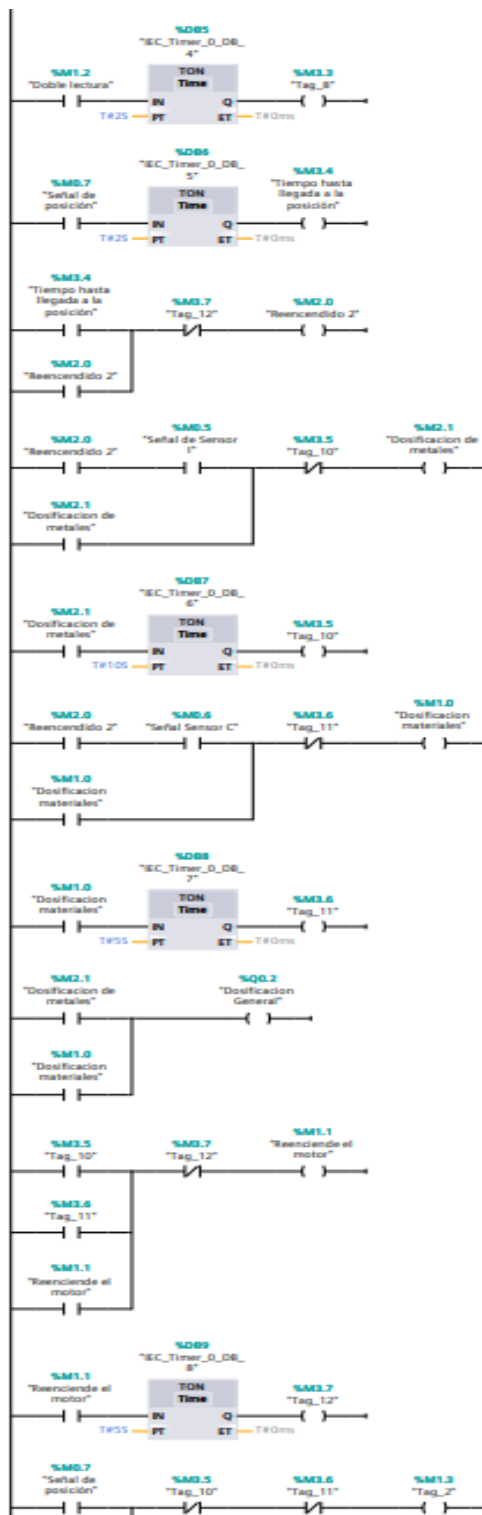 %DB5
"IEC_Timer_0_DB_
4"
%M1.2
"Doble lectura"
TON
Time
%M3.3
"Tag_8"
IN
Q
T#2S
PT
ET
T#0ms
%DB6
"IEC_Timer_0_DB_
5"
%M0.7
"Señal de
posición"
TON
Time
%M3.4
"Tiempo hasta
llegada a la
posición"
IN
Q
T#2S
PT
ET
T#0ms
%M3.4
"Tiempo hasta
llegada a la
posición"
%M3.7
"Tag_12"
%M2.0
"Reencendido 2"
%M2.0
"Reencendido 2"
%M2.0
"Reencendido 2"
%M0.5
"Señal de Sensor
I"
%M3.5
"Tag_10"
%M2.1
"Dosificacion de
metales"
%M2.1
"Dosificacion de
metales"
%DB7
"IEC_Timer_0_DB_
6"
%M2.1
"Dosificacion de
metales"
TON
Time
%M3.5
"Tag_10"
IN
Q
T#10S
PT
ET
T#0ms
%M2.0
"Reencendido 2"
%M0.6
"Señal Sensor C"
%M3.6
"Tag_11"
%M1.0
"Dosificacion
materiales"
%M1.0
"Dosificacion
materiales"
%DB8
"IEC_Timer_0_DB_
7"
%M1.0
"Dosificacion
materiales"
TON
Time
%M3.6
"Tag_11"
IN
Q
T#5S
PT
ET
T#0ms
%M2.1
"Dosificacion de
metales"
%Q0.2
"Dosificacion
General"
%M1.0
"Dosificacion
materiales"
%M3.5
"Tag_10"
%M3.7
"Tag_12"
%M1.1
"Reenciende el
motor"
%M3.6
"Tag_11"
%M1.1
"Reenciende el
motor"
%DB9
"IEC_Timer_0_DB_
8"
%M1.1
"Reenciende el
motor"
TON
Time
%M3.7
"Tag_12"
IN
Q
T#5S
PT
ET
T#0ms
%M0.7
"Señal de
posición"
%M3.5
"Tag_10"
%M3.6
"Tag_11"
%M1.3
"Tag_2"